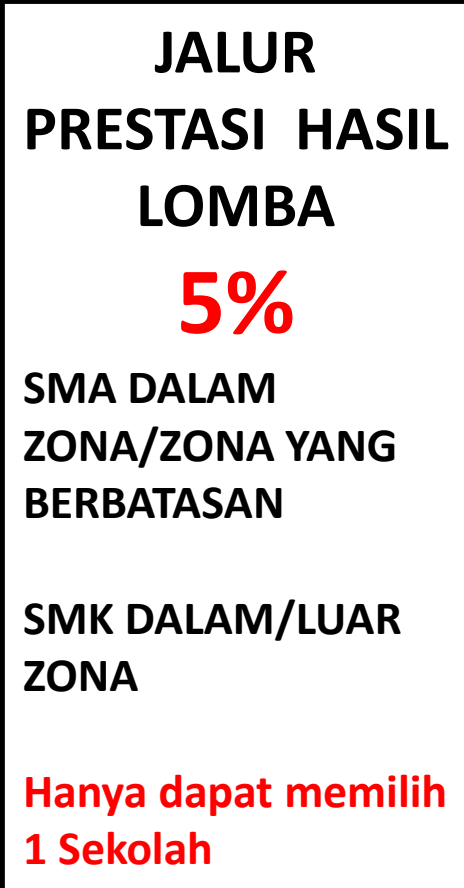 JALUR
PRESTASI HASIL
LOMBA
5%
SMA DALAM
ZONA/ZONA YANG
BERBATASAN
SMK DALAM/LUAR
ZONA
Hanya dapat memilih
1 Sekolah